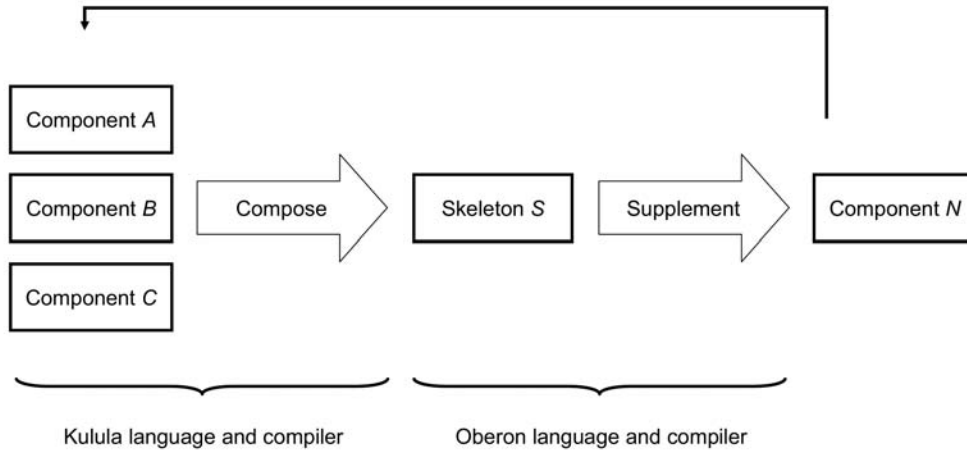 Component A
Component B
Compose
Skeleton S
Supplement
Component N
Component C
Kulula language and compiler
Oberon language and compiler